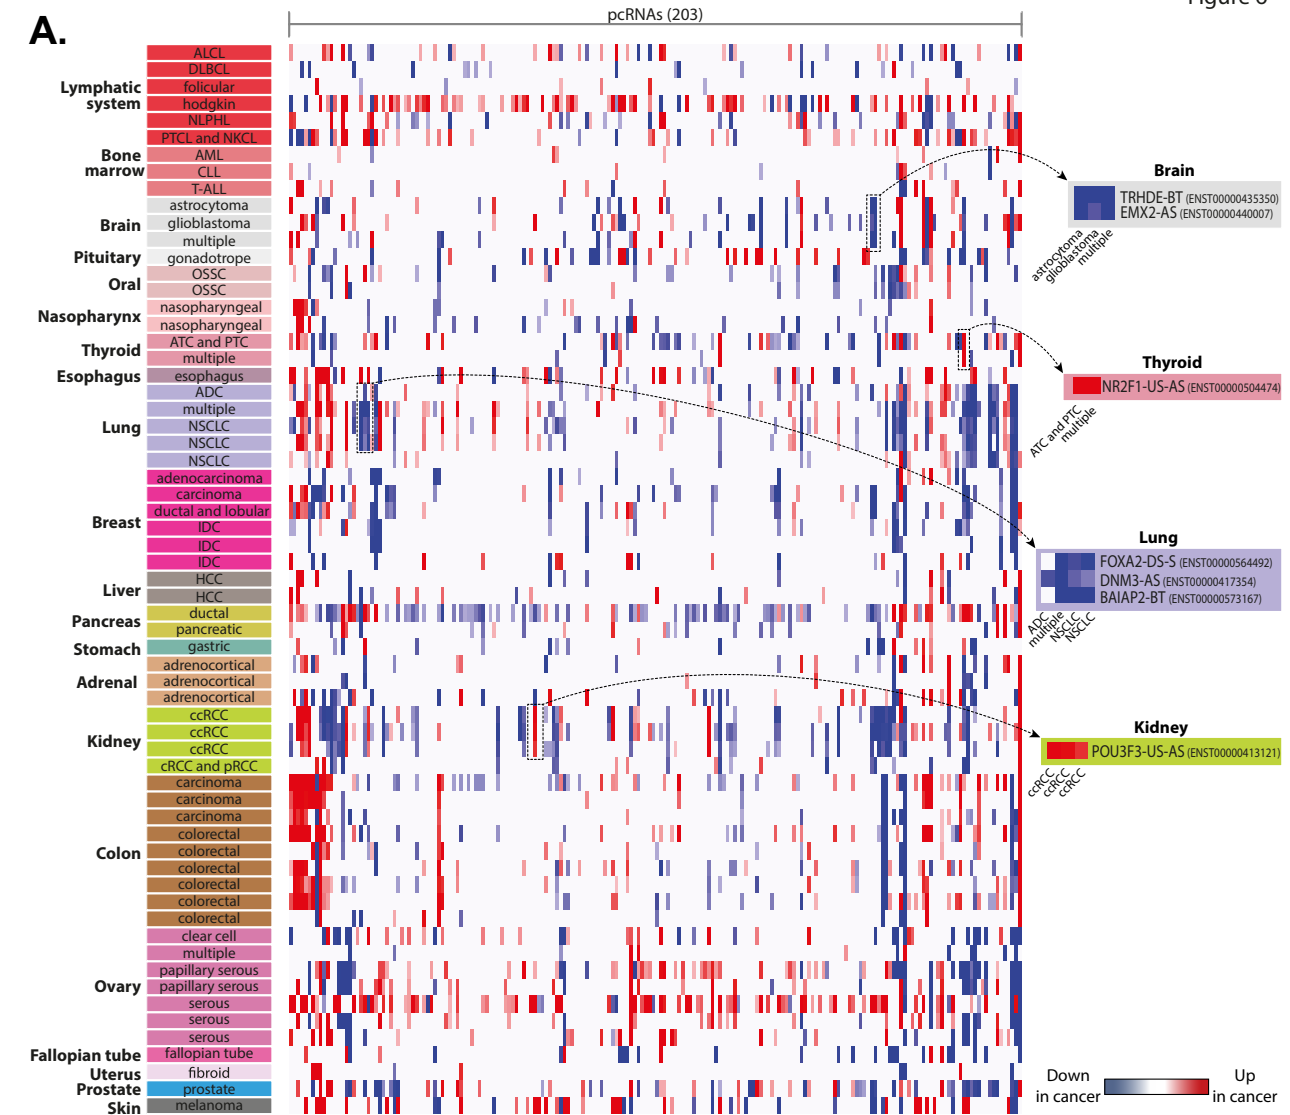 Figure 6
A.
pcRNAs (203)
Lymphatic
system
ALCL
DLBCL
folicular
hodgkin
NLPHL
PTCL and NKCL
Bone
marrow
AML
CLL
T-ALL
Brain
astrocytoma
glioblastoma
multiple
Pituitary
gonadotrope
Oral
OSSC
OSSC
Nasopharynx
nasopharyngeal
nasopharyngeal
Thyroid
ATC and PTC
multiple
Esophagus
esophagus
Lung
ADC
multiple
NSCLC
NSCLC
NSCLC
Breast
adenocarcinoma
carcinoma
ductal and lobular
IDC
IDC
IDC
Liver
HCC
HCC
Pancreas
ductal
pancreatic
Stomach
gastric
Adrenal
adrenocortical
adrenocortical
adrenocortical
Kidney
ccRCC
ccRCC
ccRCC
cRCC and pRCC
Colon
carcinoma
carcinoma
carcinoma
colorectal
colorectal
colorectal
colorectal
colorectal
colorectal
Ovary
clear cell
multiple
papillary serous
papillary serous
serous
serous
serous
Fallopian tube
fallopian tube
Uterus
fibroid
Prostate
prostate
Skin
melanoma
Brain
TRHDE-BT (ENST00000435350)
EMX2-AS (ENST00000440007)
astrocytoma
glioblastoma
multiple
Thyroid
NR2F1-US-AS (ENST00000504474)
ATC and PTC
multiple
Lung
FOXA2-DS-S (ENST00000564492)
DNM3-AS (ENST00000417354)
BAIAP2-BT (ENST00000573167)
ADC
multiple
NSCLC
NSCLC
Kidney
POU3F3-US-AS (ENST00000413121)
ccRCC
ccRCC
ccRCC
Down
in cancer
Up
in cancer